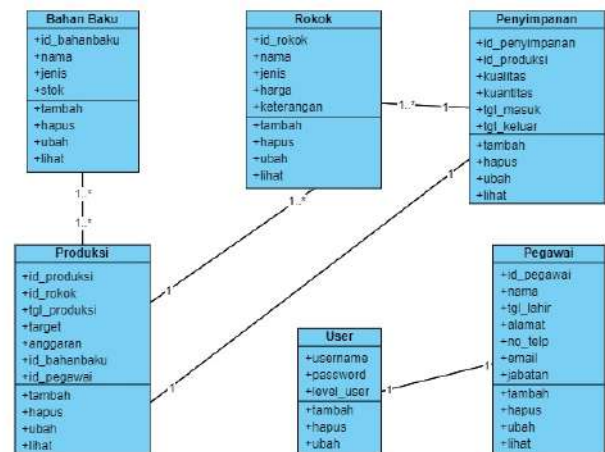 Bahan Baku
+id_bahanbaku
+nama
+jenis
+stok
+tambah
+hapus
+ubah
+lihat
Rokok
+id_rokok
+nama
+jenis
+harga
+keterangan
+tambah
+hapus
+ubah
+lihat
Penyimpanan
+id_penyimpanan
+id_produksi
+kualitas
+kuantitas
+tgl_masuk
+tgl_keluar
+tambah
+hapus
+ubah
+lihat
1..*
1
1..*
1..*
1..*
1
1
1
Produksi
+id_produksi
+id_rokok
+tgl_produksi
+target
+anggaran
+id_bahanbaku
+id_pegawai
+tambah
+hapus
+ubah
+lihat
User
+username
+password
+level_user
+tambah
+hapus
+ubah
1
1
Pegawai
+id_pegawai
+nama
+tgl_lahir
+alamat
+no_telp
+email
+jabatan
+tambah
+hapus
+ubah
+lihat